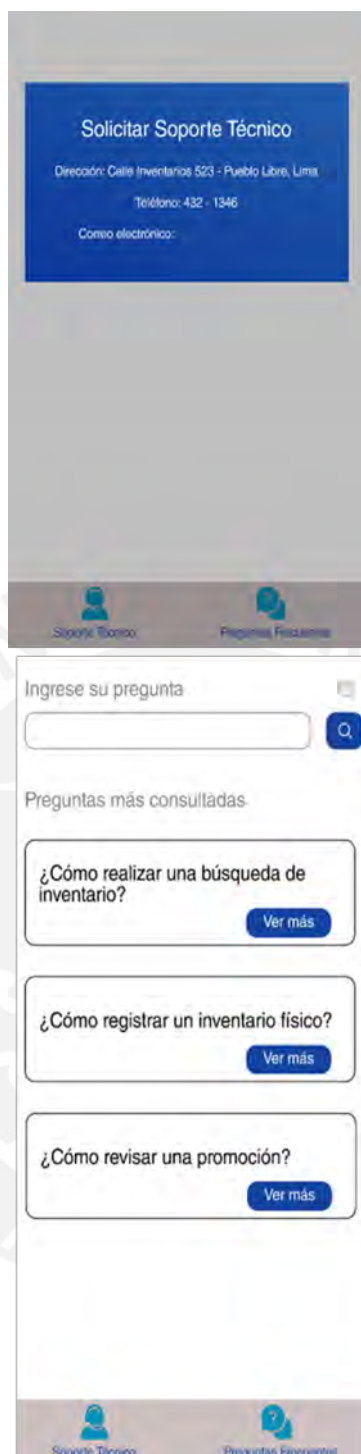 Solicitar Soporte Técnico
Dirección: Calle Inventarios 523 - Pueblo Libre, Lima
Teléfono: 432 - 1346
Correo electrónico:
Soporte Técnico
Preguntas Frecuentes
Ingrese su pregunta
Preguntas más consultadas
¿Cómo realizar una búsqueda de
inventario?
Ver más
¿Cómo registrar un inventario físico?
Ver más
¿Cómo revisar una promoción?
Ver más
Soporte Técnico
Preguntas Frecuentes